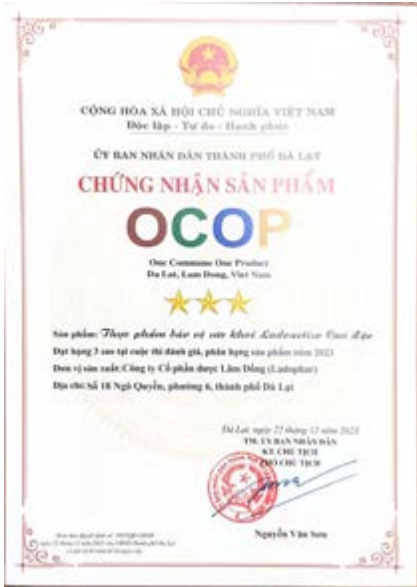 CỘNG HÒA XÃ HỘI CHỦ NGHĨA VIỆT NAM
Độc lập - Tự do - Hạnh phúc
ỦY BAN NHÂN DÂN THÀNH PHỐ ĐÀ LẠT
CHỨNG NHẬN SẢN PHẨM
OCOP
One Commune One Product
Da Lat, Lam Dong, Viet Nam
Sản phẩm: Thực phẩm bảo vệ sức khoẻ Ladoactiso
Đạt hạng 3 sao tại cuộc thi đánh giá, phân hạng sản phẩm năm 2023
Đơn vị sản xuất: Công ty Cổ phần dược Lâm Đồng (Ladophar)
Địa chỉ: Số 18 Ngô Quyền, phường 6, thành phố Đà Lạt
Đà Lạt, ngày 22 tháng 12 năm 2023
TM. ỦY BAN NHÂN DÂN
KT. CHỦ TỊCH
PHÓ CHỦ TỊCH
Nguyễn Văn Sơn